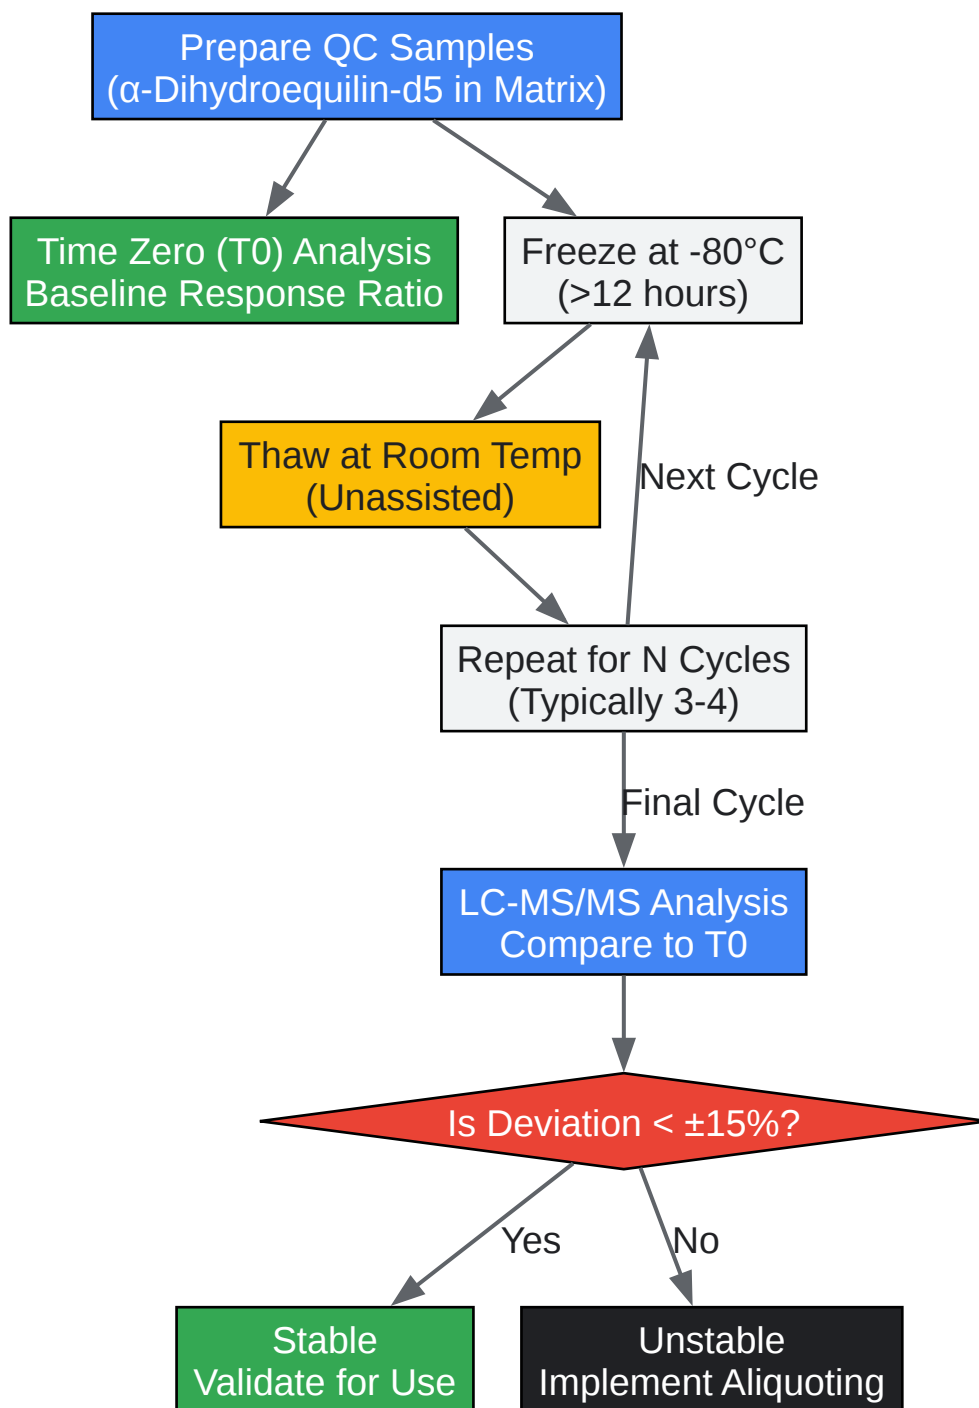 Prepare QC Samples
(α-Dihydroequilin-d5 in Matrix)
Time Zero (T0) Analysis
Baseline Response Ratio
Freeze at -80°C
(>12 hours)
Thaw at Room Temp
(Unassisted)
Next Cycle
Repeat for N Cycles
(Typically 3-4)
Final Cycle
LC-MS/MS Analysis
Compare to T0
Is Deviation < ±15%?
Yes
No
Stable
Validate for Use
Unstable
Implement Aliquoting